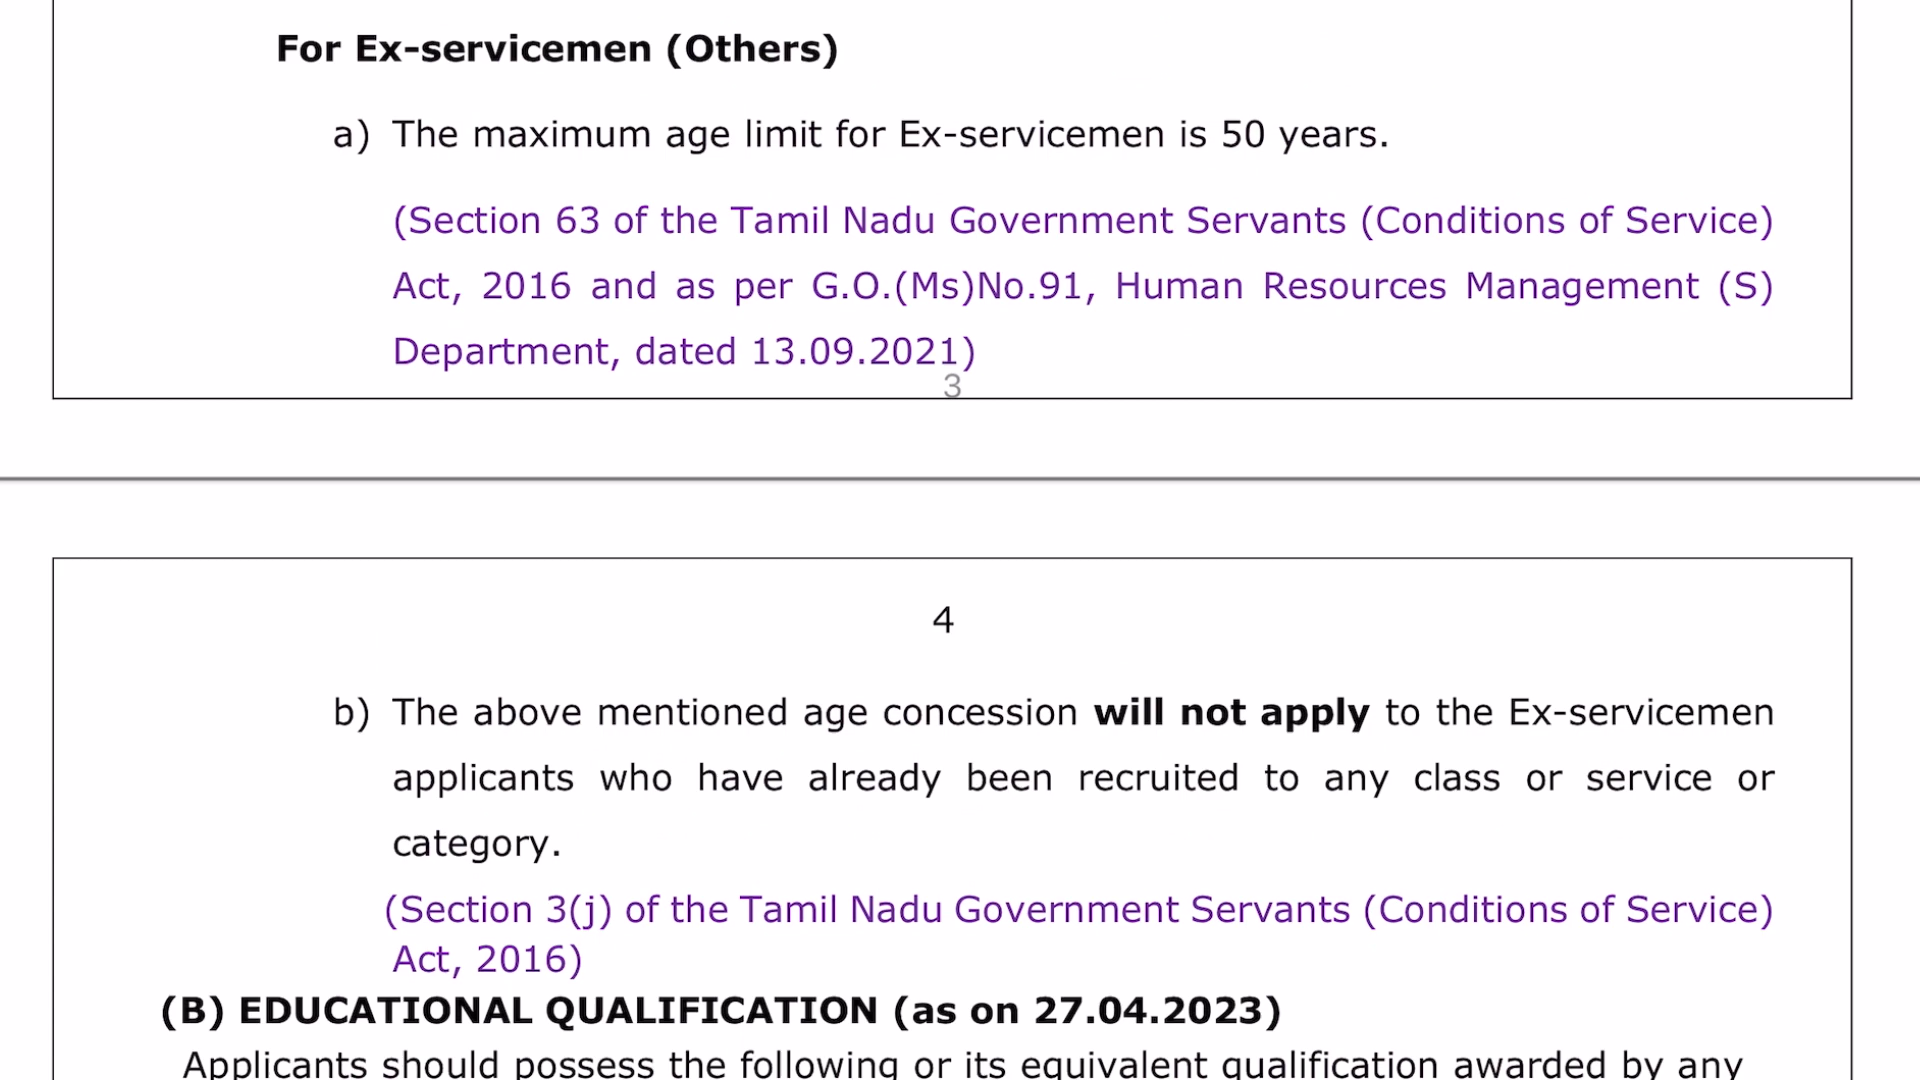 For Ex-servicemen (Others)
a) The maximum age limit for Ex-servicemen is 50 years.
(Section 63 of the Tamil Nadu Government Servants (Conditions of Service)
Act, 2016 and as per G.O.(Ms)No.91, Human Resources Management (S)
Department, dated 13.09.2021)
3
4
b) The above mentioned age concession will not apply to the Ex-servicemen
applicants who have already been recruited to any class or service or
category.
(Section 3(j) of the Tamil Nadu Government Servants (Conditions of Service)
Act, 2016)
(B) EDUCATIONAL QUALIFICATION (as on 27.04.2023)
Applicants should possess the following or its equivalent qualification awarded by any